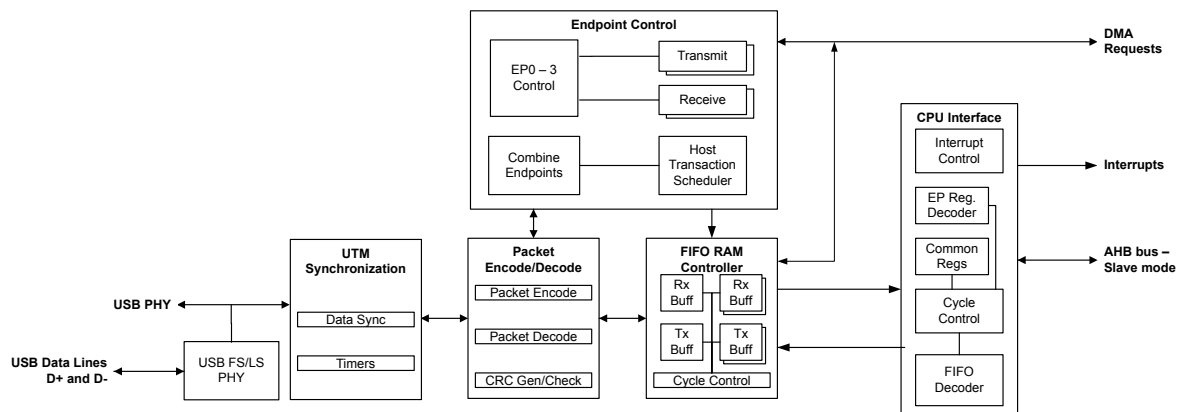 Endpoint Control
EP0 – 3
Control
Transmit
Receive
Combine
Endpoints
Host
Transaction
Scheduler
DMA
Requests
CPU Interface
Interrupt
Control
Interrupts
EP Reg.
Decoder
Common
Regs
AHB bus –
Slave mode
Cycle
Control
FIFO
Decoder
UTM
Synchronization
Data Sync
Timers
Packet
Encode/Decode
Packet Encode
Packet Decode
CRC Gen/Check
FIFO RAM
Controller
Rx
Buff
Rx
Buff
Tx
Buff
Tx
Buff
Cycle Control
USB PHY
USB Data Lines
D+ and D-
USB FS/LS
PHY